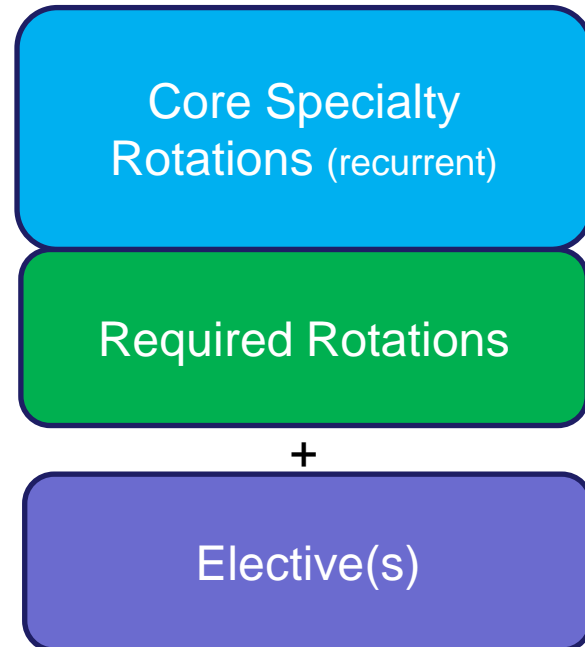 Core Specialty
Rotations (recurrent)
Required Rotations
+
Elective(s)